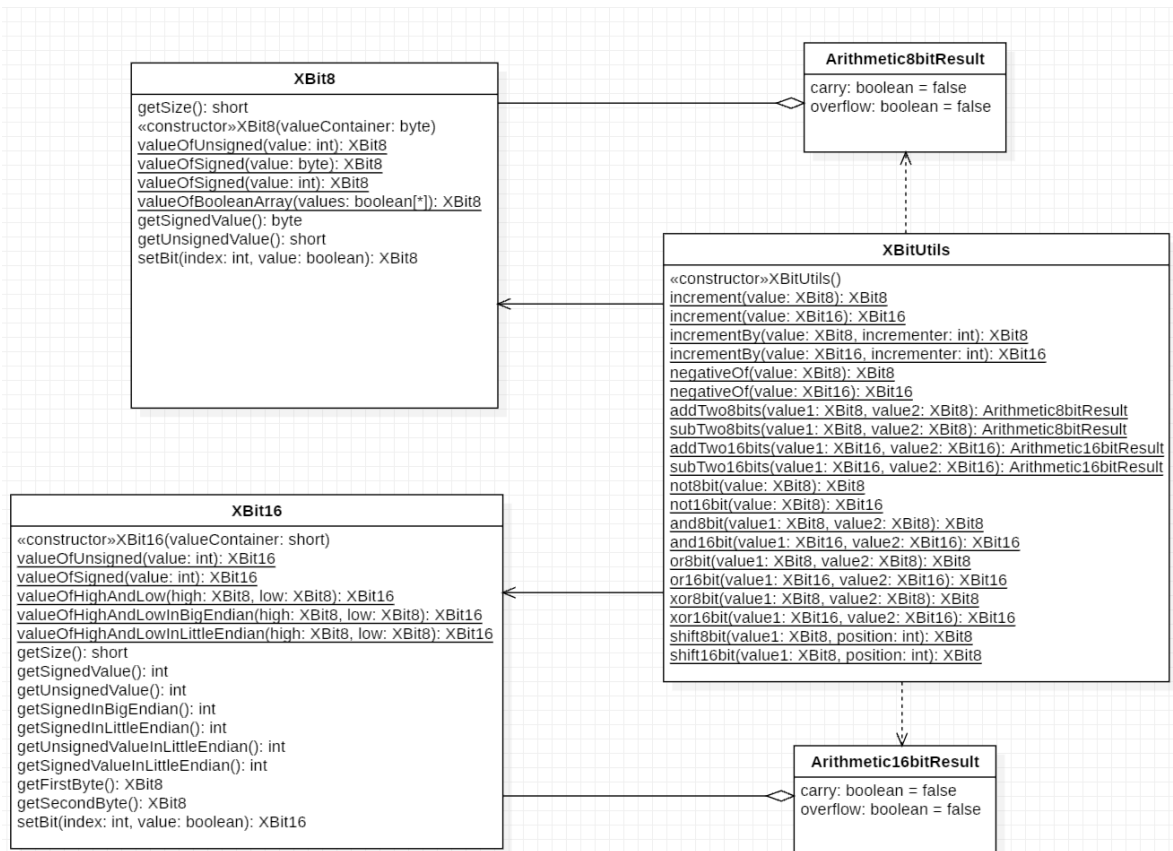 XBit8
getSize(): short
«constructor»XBit8(valueContainer: byte)
valueOfUnsigned(value: int): XBit8
valueOfSigned(value: byte): XBit8
valueOfSigned(value: int): XBit8
valueOfBooleanArray(values: boolean[*]): XBit8
getSignedValue(): byte
getUnsignedValue(): short
setBit(index: int, value: boolean): XBit8
Arithmetic8bitResult
carry: boolean = false
overflow: boolean = false
XBitUtils
«constructor»XBitUtils()
increment(value: XBit8): XBit8
increment(value: XBit16): XBit16
incrementBy(value: XBit8, incrementer: int): XBit8
incrementBy(value: XBit16, incrementer: int): XBit16
negativeOf(value: XBit8): XBit8
negativeOf(value: XBit16): XBit16
addTwo8bits(value1: XBit8, value2: XBit8): Arithmetic8bitResult
subTwo8bits(value1: XBit8, value2: XBit8): Arithmetic8bitResult
addTwo16bits(value1: XBit16, value2: XBit16): Arithmetic16bitResult
subTwo16bits(value1: XBit16, value2: XBit16): Arithmetic16bitResult
not8bit(value: XBit8): XBit8
not16bit(value: XBit8): XBit16
and8bit(value1: XBit8, value2: XBit8): XBit8
and16bit(value1: XBit16, value2: XBit16): XBit16
or8bit(value1: XBit8, value2: XBit8): XBit8
or16bit(value1: XBit16, value2: XBit16): XBit16
xor8bit(value1: XBit8, value2: XBit8): XBit8
xor16bit(value1: XBit16, value2: XBit16): XBit16
shift8bit(value1: XBit8, position: int): XBit8
shift16bit(value1: XBit8, position: int): XBit8
XBit16
«constructor»XBit16(valueContainer: short)
valueOfUnsigned(value: int): XBit16
valueOfSigned(value: int): XBit16
valueOfHighAndLow(high: XBit8, low: XBit8): XBit16
valueOfHighAndLowInBigEndian(high: XBit8, low: XBit8): XBit16
valueOfHighAndLowInLittleEndian(high: XBit8, low: XBit8): XBit16
getSize(): short
getSignedValue(): int
getUnsignedValue(): int
getSignedInBigEndian(): int
getSignedInLittleEndian(): int
getUnsignedValueInLittleEndian(): int
getSignedValueInLittleEndian(): int
getFirstByte(): XBit8
getSecondByte(): XBit8
setBit(index: int, value: boolean): XBit16
Arithmetic16bitResult
carry: boolean = false
overflow: boolean = false